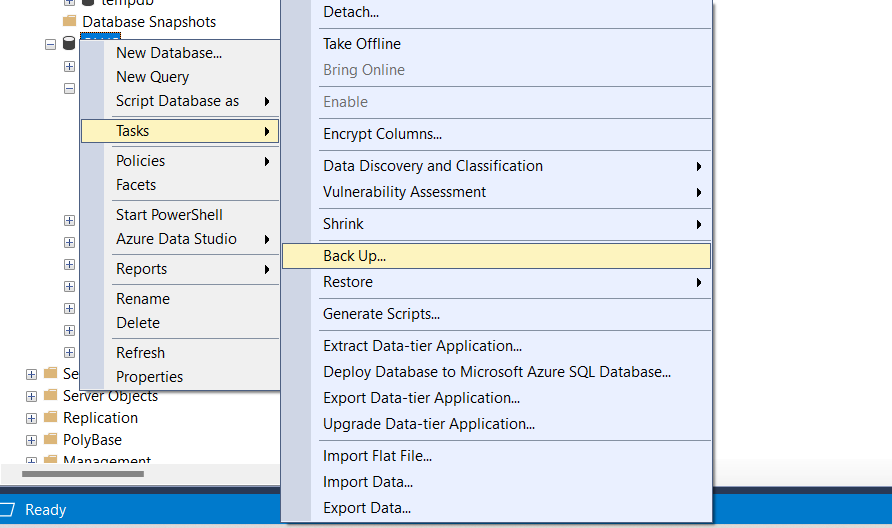 tempdb
Database Snapshots
New Database...
New Query
Script Database as
Tasks
Policies
Facets
Start PowerShell
Azure Data Studio
Reports
Rename
Delete
Refresh
Properties
Detach...
Take Offline
Bring Online
Enable
Encrypt Columns...
Data Discovery and Classification
Vulnerability Assessment
Shrink
Back Up...
Restore
Generate Scripts...
Extract Data-tier Application...
Deploy Database to Microsoft Azure SQL Database...
Export Data-tier Application...
Upgrade Data-tier Application...
Import Flat File...
Import Data...
Export Data...
Se
Server Objects
Replication
PolyBase
Management
Ready